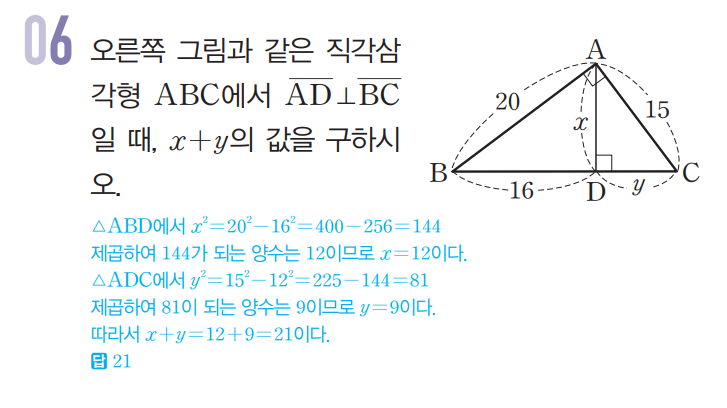 06
오른쪽 그림과 같은 직각삼
각형 ABC에서 A̅D̅⊥B̅C̅
일 때, x+y의 값을 구하시
오.
A
20
15
x
B
C
16
D
y
△ABD에서 x²=20²-16²=400-256=144
제곱하여 144가 되는 양수는 12이므로 x=12이다.
△ADC에서 y²=15²-12²=225-144=81
제곱하여 81이 되는 양수는 9이므로 y=9이다.
따라서 x+y=12+9=21이다.
답 21